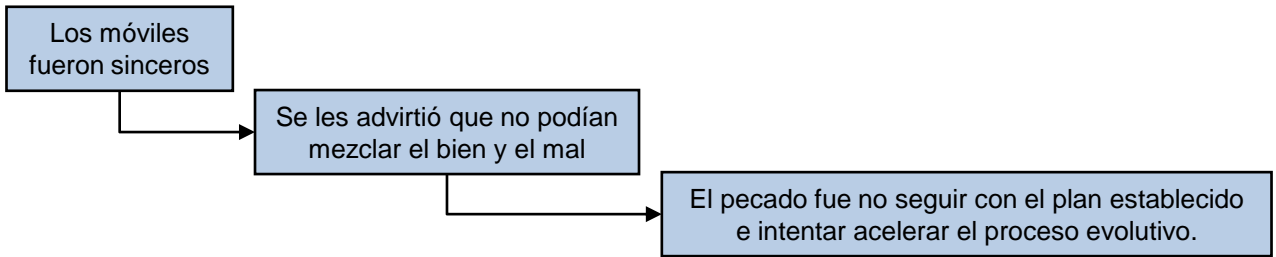 Los móviles
fueron sinceros
Se les advirtió que no podían
mezclar el bien y el mal
El pecado fue no seguir con el plan establecido
e intentar acelerar el proceso evolutivo.